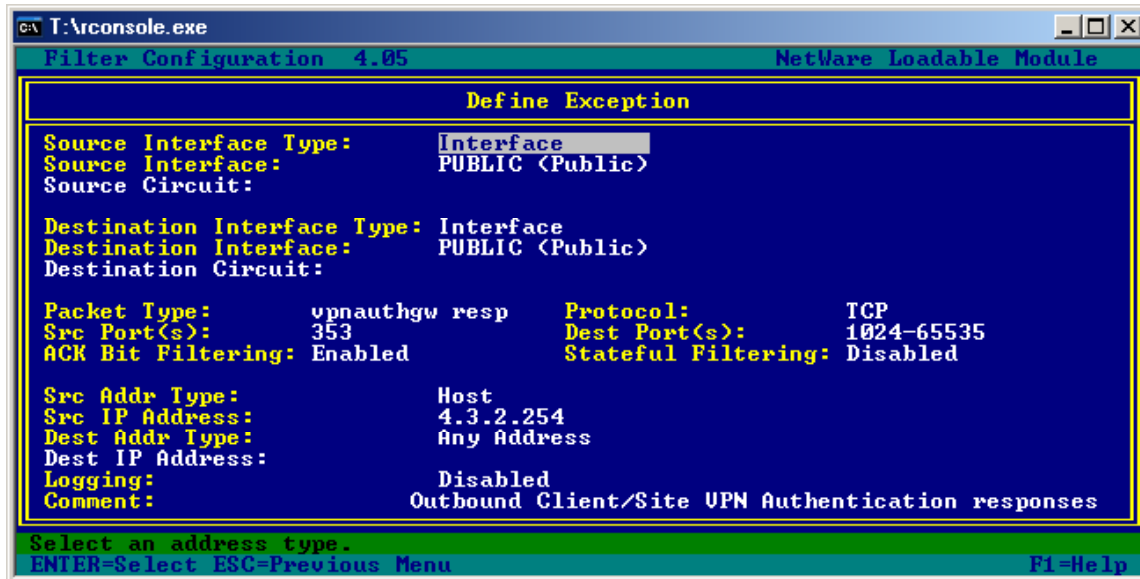 T:\rconsole.exe
Filter Configuration 4.05 NetWare Loadable Module
Define Exception
Source Interface Type: Interface
Source Interface: PUBLIC (Public)
Source Circuit:
Destination Interface Type: Interface
Destination Interface: PUBLIC (Public)
Destination Circuit:
Packet Type: vpnauthgw resp Protocol: TCP
Src Port(s): 353 Dest Port(s): 1024-65535
ACK Bit Filtering: Enabled Stateful Filtering: Disabled
Src Addr Type: Host
Src IP Address: 4.3.2.254
Dest Addr Type: Any Address
Dest IP Address:
Logging: Disabled
Comment: Outbound Client/Site VPN Authentication responses
Select an address type.
ENTER=Select ESC=Previous Menu F1=Help